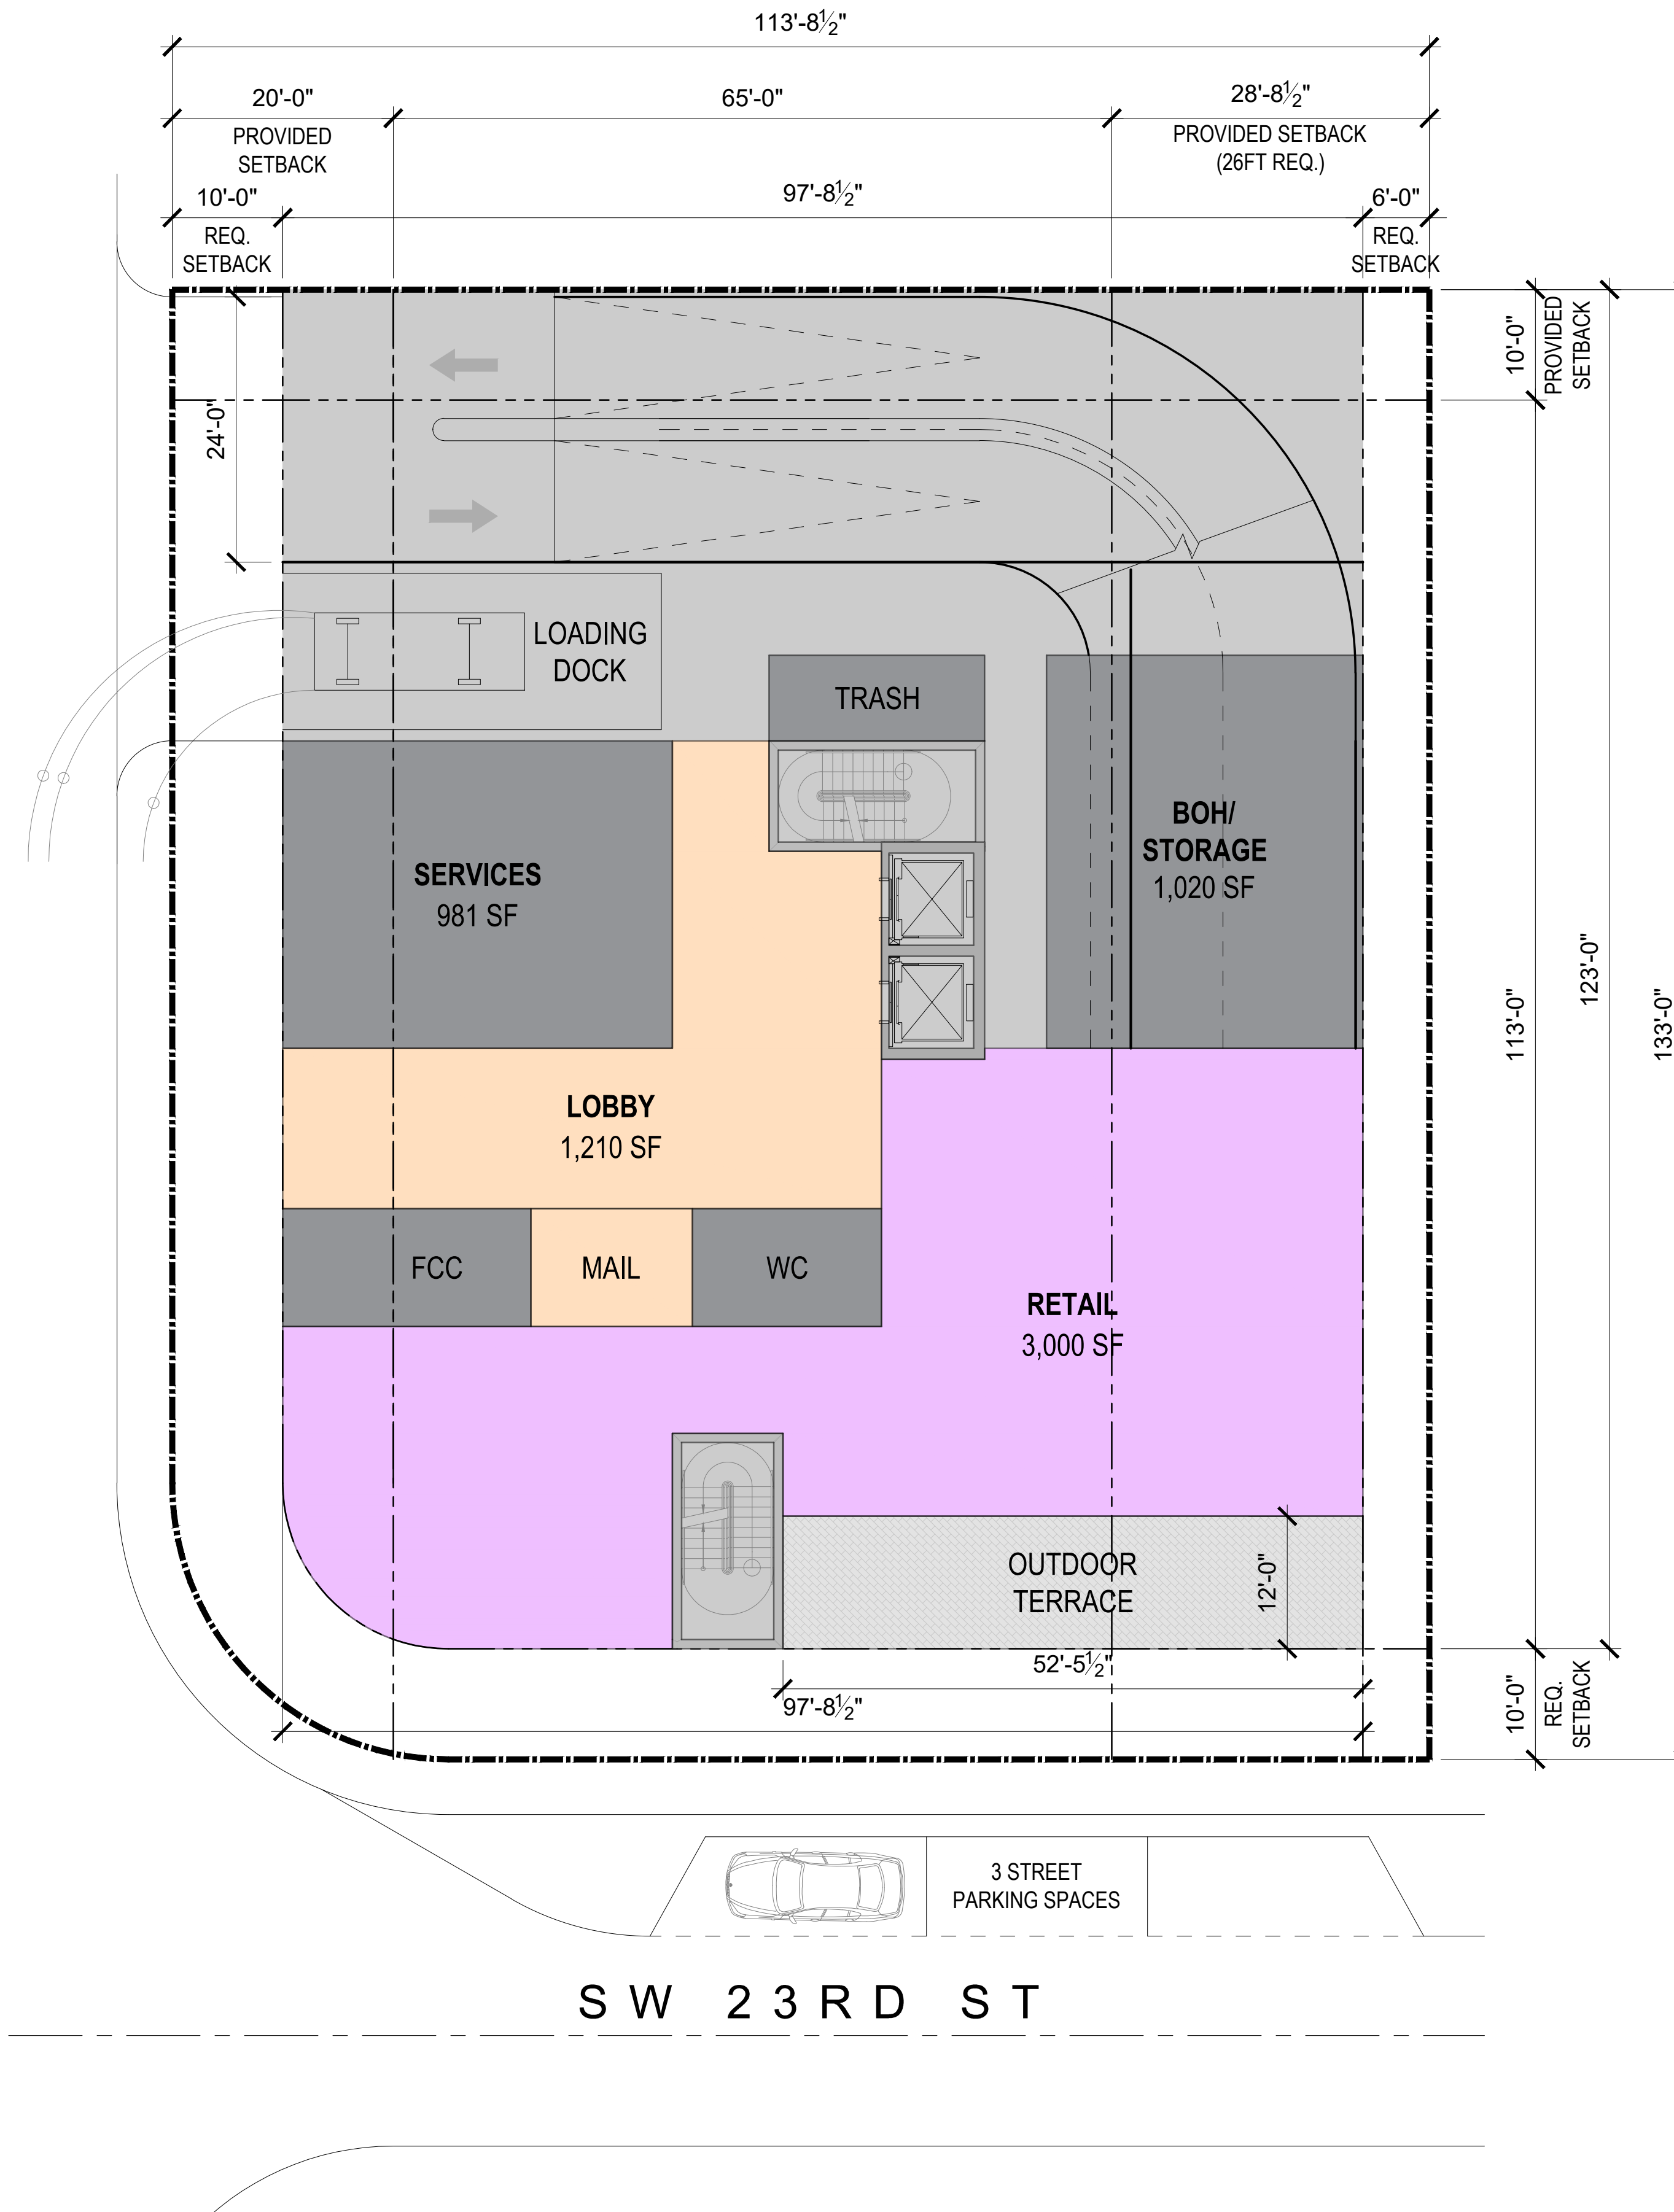 113'-8½"
20'-0"
65'-0"
28'-8½"
PROVIDED
SETBACK
PROVIDED SETBACK
(26FT REQ.)
10'-0"
97'-8½"
6'-0"
REQ.
SETBACK
REQ.
SETBACK
10'-0"
PROVIDED
SETBACK
24'-0"
LOADING
DOCK
TRASH
BOH/
STORAGE
1,020 SF
SERVICES
981 SF
113'-0"
123'-0"
133'-0"
LOBBY
1,210 SF
FCC
MAIL
WC
RETAIL
3,000 SF
OUTDOOR
TERRACE
12'-0"
52'-5½"
97'-8½"
10'-0"
REQ.
SETBACK
3 STREET
PARKING SPACES
SW 23RD ST